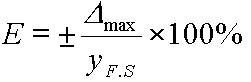 E = ± Δmax / yF.S × 100%